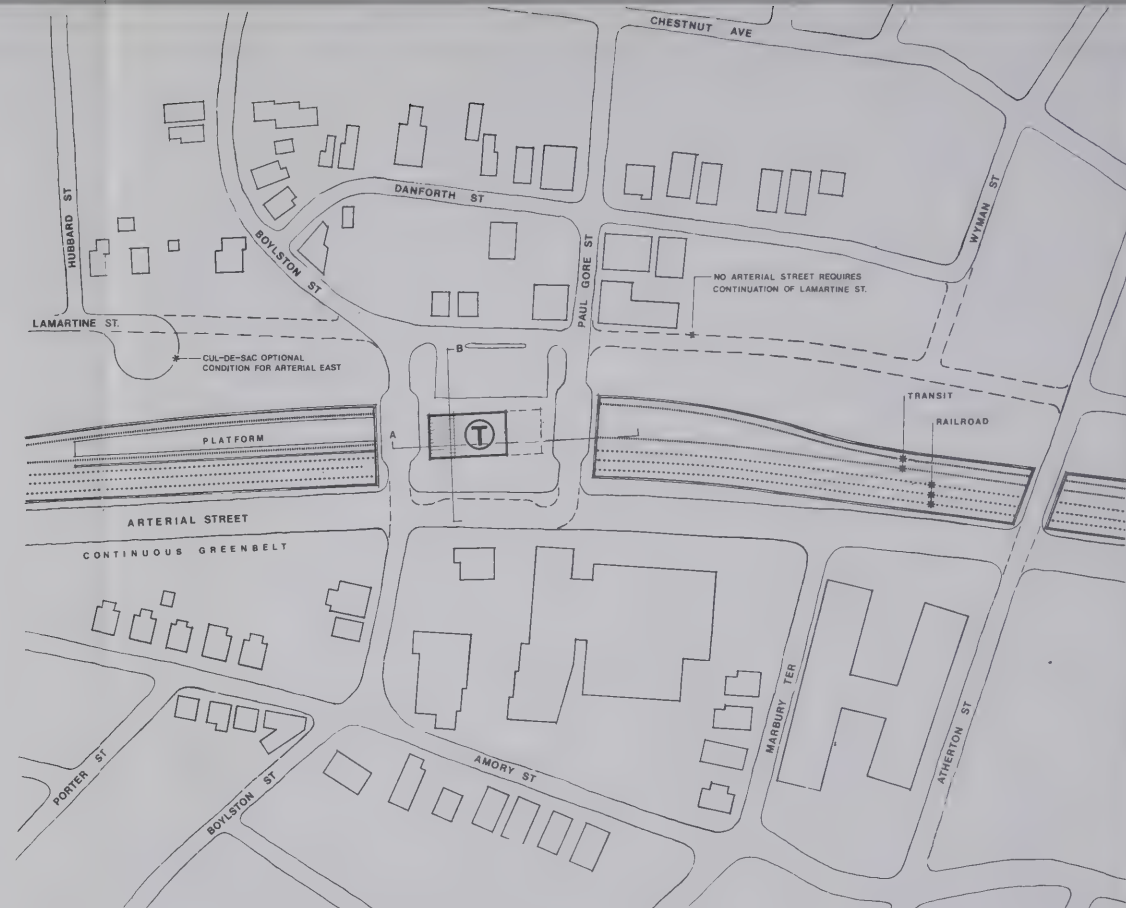 CHESTNUT AVE
HUBBARD ST
DANFORTH ST
BOYLSTON ST
WYMAN ST
PAUL GORE ST
NO ARTERIAL STREET REQUIRES
CONTINUATION OF LAMARTINE ST.
LAMARTINE ST.
B
CUL-DE-SAC OPTIONAL
CONDITION FOR ARTERIAL EAST
TRANSIT
RAILROAD
PLATFORM
A
T
ARTERIAL STREET
CONTINUOUS GREENBELT
MARBURY TER
ATHERTON ST
AMORY ST
PORTER ST
BOYLSTON ST